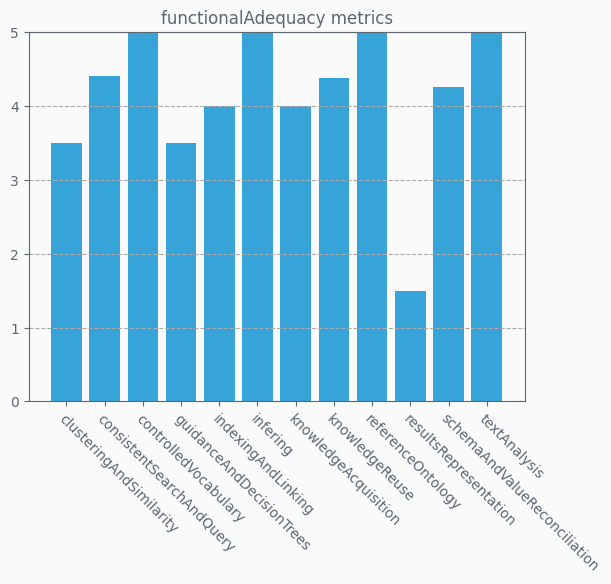 functionalAdequacy metrics
5
4
3
2
1
0
clusteringAndSimilarity
consistentSearchAndQuery
controlledVocabulary
guidanceAndDecisionTrees
indexingAndLinking
infering
knowledgeAcquisition
knowledgeReuse
referenceOntology
resultsRepresentation
schemaAndValueReconciliation
textAnalysis